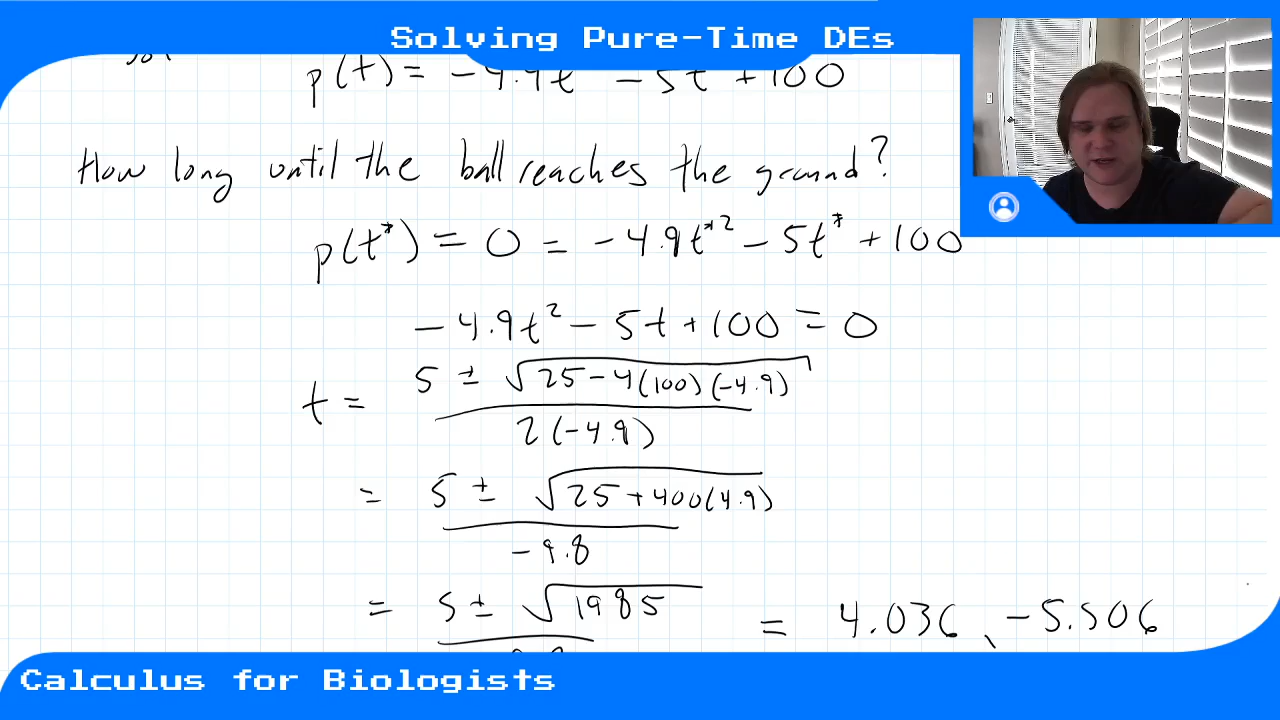 Solving Pure-Time DEs
p(t) = -4.9t - 5t + 100
How long until the ball reaches the ground?
p(t*) = 0 = -4.9t*² - 5t* + 100
-4.9t² - 5t + 100 = 0
t = 5 ± √25-4(100)(-4.9)
2(-4.9)
= 5 ± √25+400(4.9)
-9.8
= 5 ± √1985 = 4.036, -5.506
Calculus for Biologists